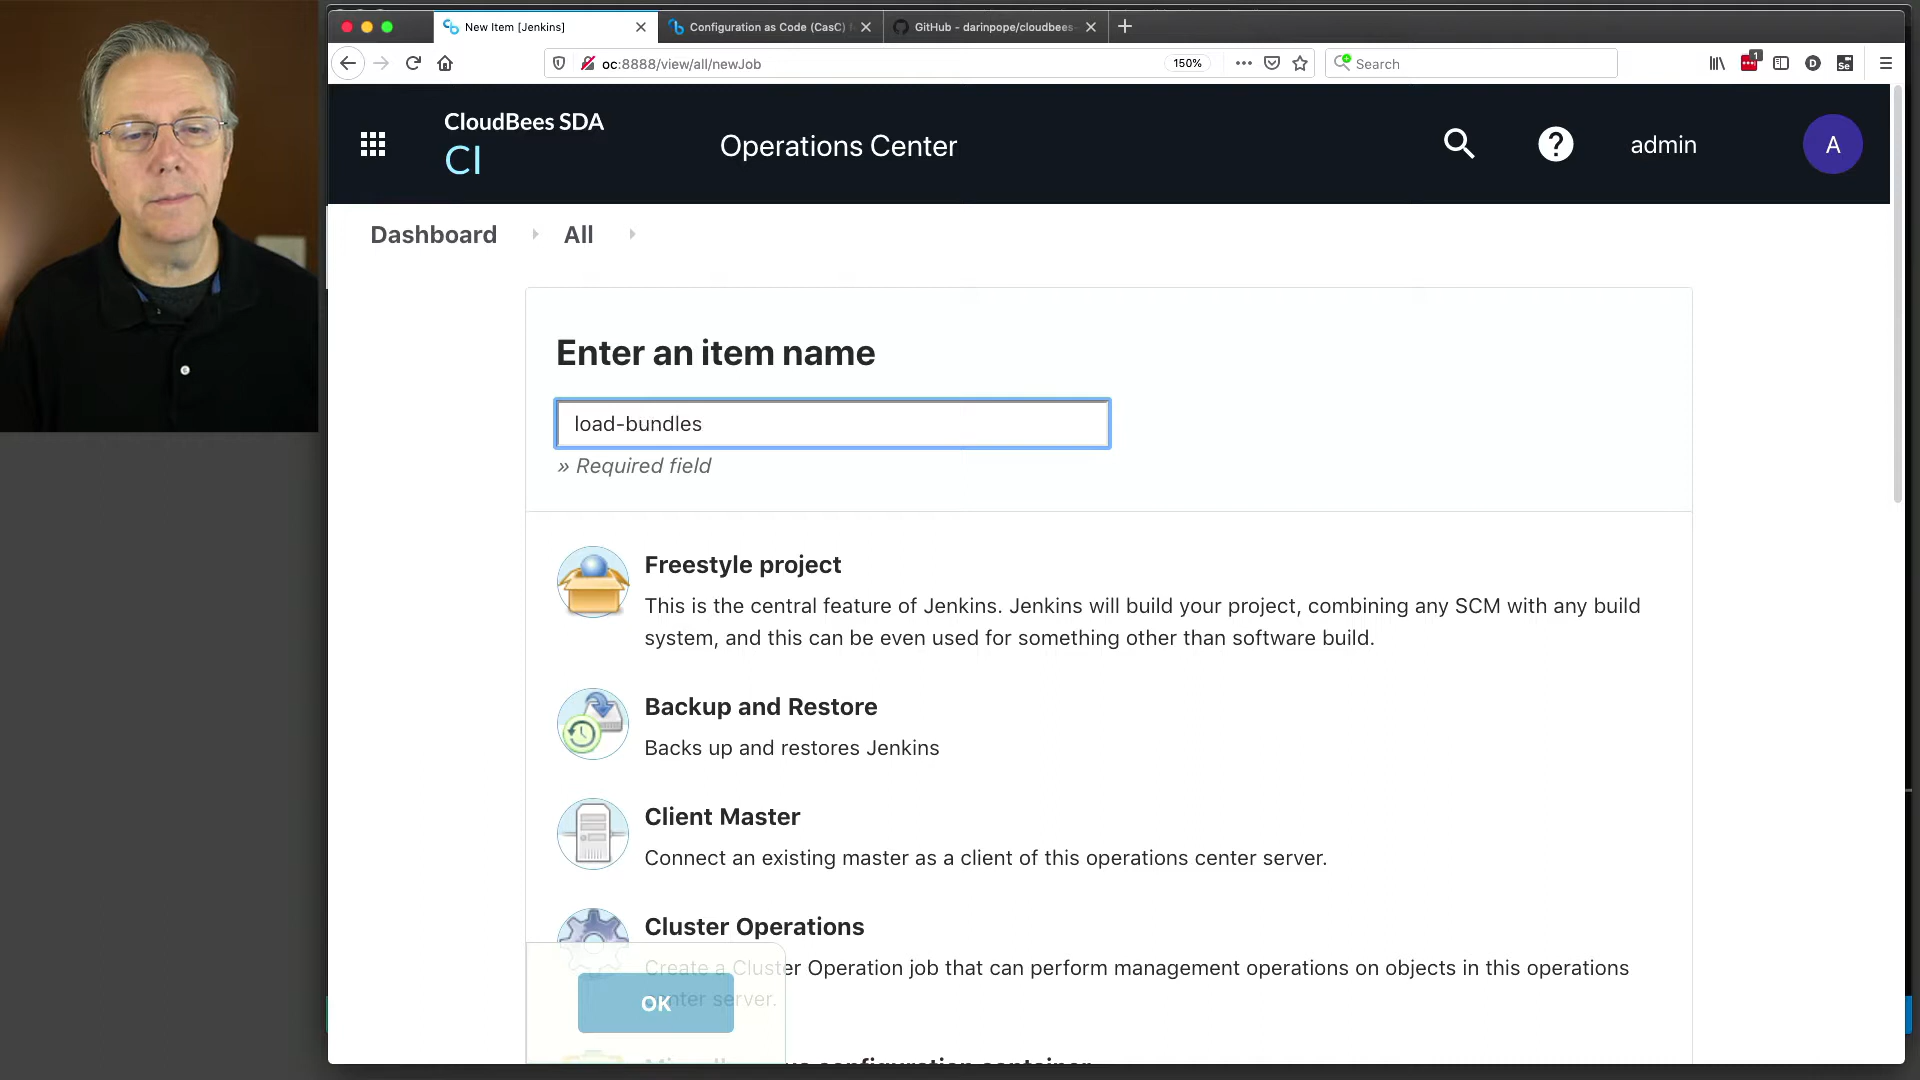 New Item [Jenkins]
Configuration as Code (CasC)
GitHub - darinpope/cloudbees-
oc:8888/view/all/newJob
150%
Search
1
D
Se
CloudBees SDA
CI
Operations Center
?
admin
A
Dashboard
All
Enter an item name
load-bundles
» Required field
Freestyle project
This is the central feature of Jenkins. Jenkins will build your project, combining any SCM with any build
system, and this can be even used for something other than software build.
Backup and Restore
Backs up and restores Jenkins
Client Master
Connect an existing master as a client of this operations center server.
Cluster Operations
Create a Cluster Operation job that can perform management operations on objects in this operations
center server.
OK
configuration container